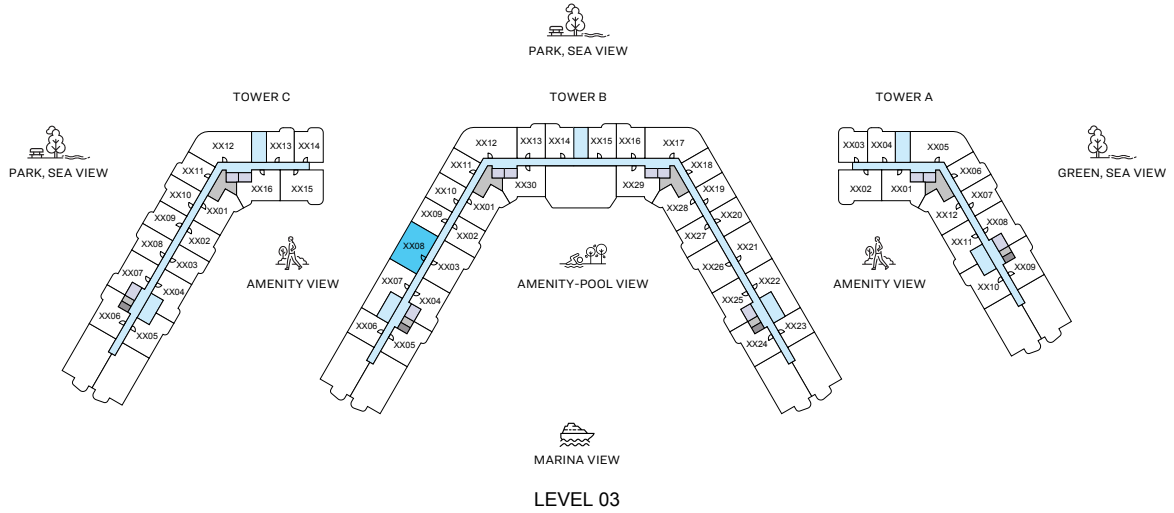 PARK, SEA VIEW
TOWER C
TOWER B
TOWER A
PARK, SEA VIEW
GREEN, SEA VIEW
XX12
XX13
XX14
XX11
XX16
XX15
XX10
XX01
XX09
XX02
XX08
XX03
XX07
XX04
XX06
XX05
AMENITY VIEW
XX12
XX13
XX14
XX15
XX16
XX17
XX11
XX18
XX10
XX30
XX29
XX19
XX09
XX01
XX28
XX20
XX08
XX02
XX27
XX21
XX03
XX26
XX07
XX22
XX04
XX25
XX06
XX23
XX05
XX24
AMENITY-POOL VIEW
XX03
XX04
XX05
XX02
XX01
XX06
XX12
XX07
XX11
XX08
XX10
XX09
AMENITY VIEW
MARINA VIEW
LEVEL 03